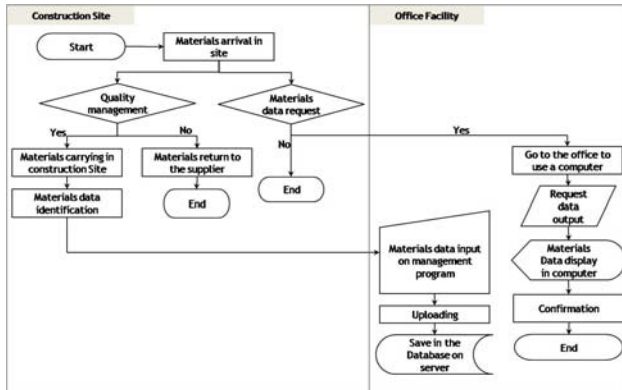 Construction Site
Office Facility
Start
Materials arrival in
site
Quality
management
Materials
data request
Yes
No
No
Yes
Materials carrying in
construction Site
Materials return to
the supplier
End
Go to the office to
use a computer
Materials data
identification
End
Request
data
output
Materials data input
on management
program
Materials
Data display
in computer
Uploading
Confirmation
Save in the
Database on
server
End